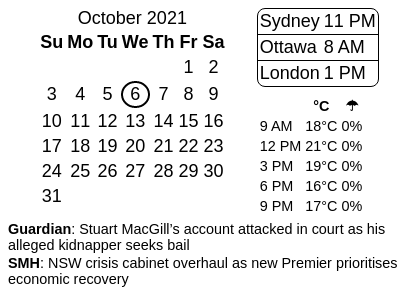 October 2021
Su Mo Tu We Th Fr Sa
1 2
3 4 5 6 7 8 9
10 11 12 13 14 15 16
17 18 19 20 21 22 23
24 25 26 27 28 29 30
31
Sydney 11 PM
Ottawa 8 AM
London 1 PM
°C ☂
9 AM 18°C 0%
12 PM 21°C 0%
3 PM 19°C 0%
6 PM 16°C 0%
9 PM 17°C 0%
Guardian: Stuart MacGill’s account attacked in court as his
alleged kidnapper seeks bail
SMH: NSW crisis cabinet overhaul as new Premier prioritises
economic recovery